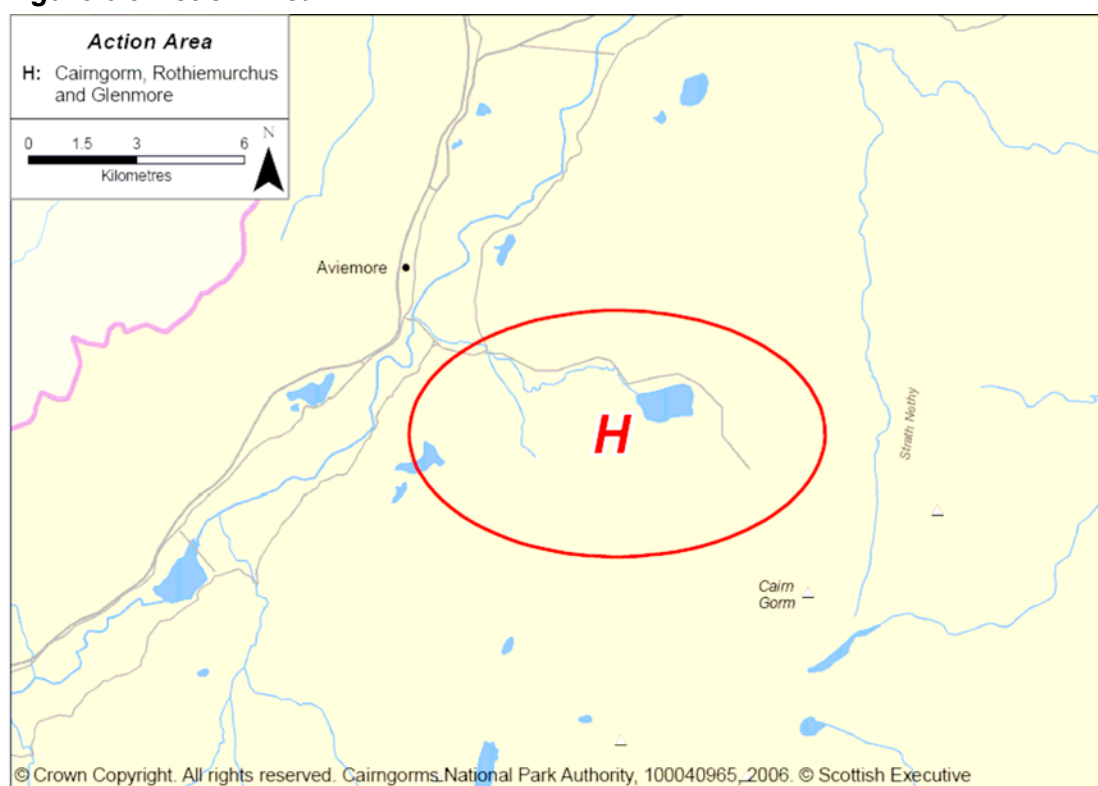 Action Area
H: Cairngorm, Rothiemurchus
and Glenmore
0 1.5 3 6
N
Kilometres
Aviemore
H
Strath Nethy
Cairn
Gorm
© Crown Copyright. All rights reserved. Cairngorms National Park Authority, 100040965, 2006. © Scottish Executive